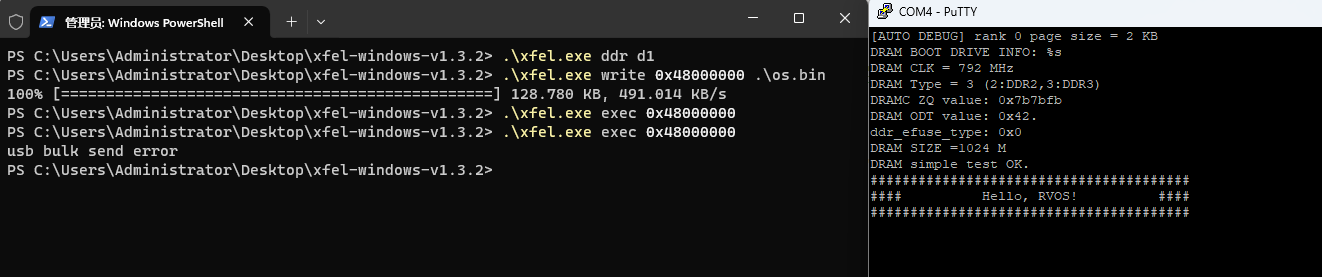 管理员: Windows PowerShell
PS C:\Users\Administrator\Desktop\xfel-windows-v1.3.2> .\xfel.exe ddr d1
PS C:\Users\Administrator\Desktop\xfel-windows-v1.3.2> .\xfel.exe write 0x48000000 .\os.bin
100% [================================================] 128.780 KB, 491.014 KB/s
PS C:\Users\Administrator\Desktop\xfel-windows-v1.3.2> .\xfel.exe exec 0x48000000
PS C:\Users\Administrator\Desktop\xfel-windows-v1.3.2> .\xfel.exe exec 0x48000000
usb bulk send error
PS C:\Users\Administrator\Desktop\xfel-windows-v1.3.2>
COM4 - PuTTY
[AUTO DEBUG] rank 0 page size = 2 KB
DRAM BOOT DRIVE INFO: %s
DRAM CLK = 792 MHz
DRAM Type = 3 (2:DDR2,3:DDR3)
DRAMC ZQ value: 0x7b7bfb
DRAM ODT value: 0x42.
ddr_efuse_type: 0x0
DRAM SIZE =1024 M
DRAM simple test OK.
########################################
####          Hello, RVOS!          ####
########################################